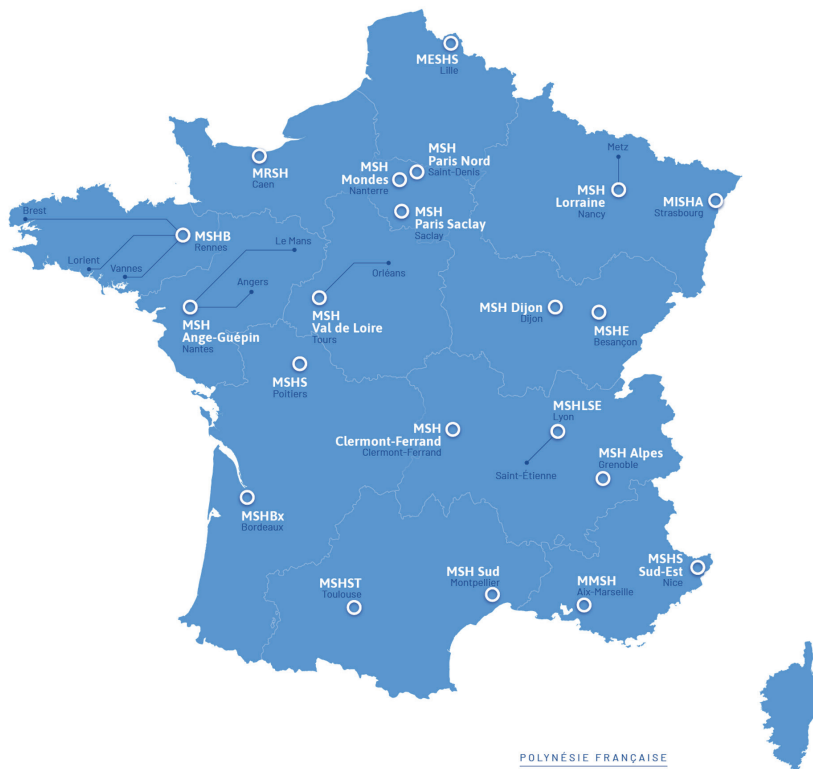 MESHS
Lille
MSH
Paris Nord
Saint-Denis
MSH
Mondes
Nanterre
MRSH
Caen
Metz
MSH
Lorraine
Nancy
MISHA
Strasbourg
MSH
Paris Saclay
Saclay
Brest
MSHB
Rennes
Lorient
Vannes
Le Mans
Angers
Orléans
MSH
Ange-Guépin
Nantes
MSH
Val de Loire
Tours
MSH Dijon
Dijon
MSHE
Besançon
MSHS
Poitiers
MSH
Clermont-Ferrand
Clermont-Ferrand
MSHLSE
Lyon
Saint-Étienne
MSH Alpes
Grenoble
MSHBx
Bordeaux
MSHST
Toulouse
MSH Sud
Montpellier
MMSH
Aix-Marseille
MSHS
Sud-Est
Nice
POLYNÉSIE FRANÇAISE